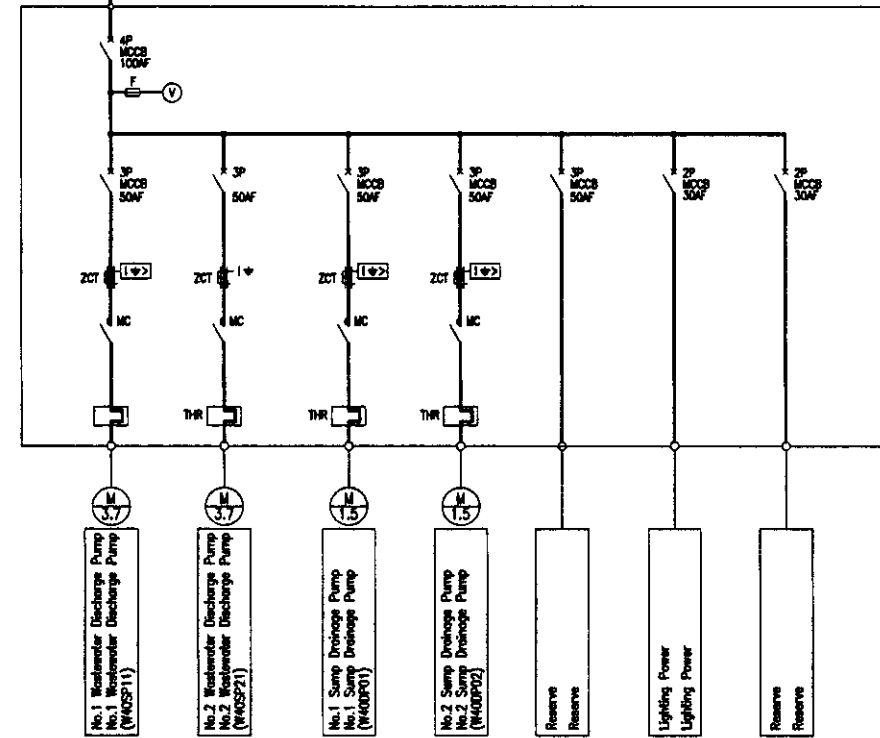 4P
MCCB
100AF
F
V
3P
MCCB
50AF
3P
50AF
3P
MCCB
50AF
3P
MCCB
50AF
3P
MCCB
50AF
2P
MCCB
30AF
2P
MCCB
30AF
ZCT
ZCT
ZCT
ZCT
MC
MC
MC
MC
THR
THR
THR
M
3.7
M
3.7
M
1.5
M
1.5
No.1 Wastewater Discharge Pump
No.1 Wastewater Discharge Pump
(W40SP11)
No.2 Wastewater Discharge Pump
No.2 Wastewater Discharge Pump
(W40SP21)
No.1 Sump Drainage Pump
No.1 Sump Drainage Pump
(W40DP01)
No.2 Sump Drainage Pump
No.2 Sump Drainage Pump
(W40DP02)
Reserve
Reserve
Lighting Power
Lighting Power
Reserve
Reserve